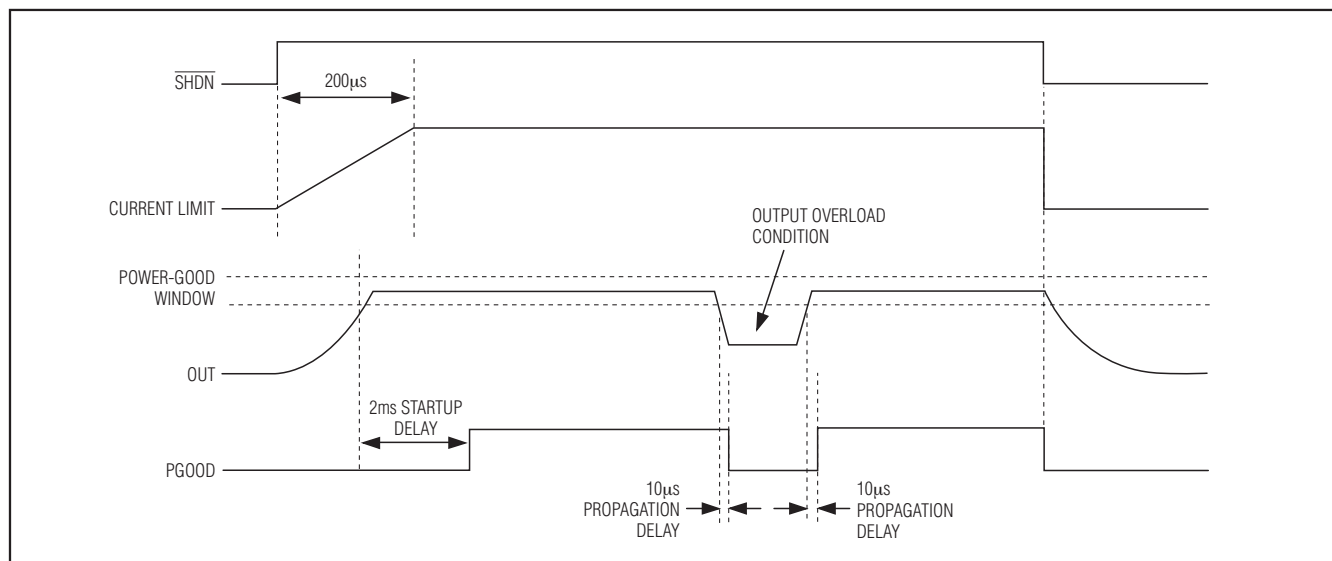 SHDN
200μs
CURRENT LIMIT
OUTPUT OVERLOAD
CONDITION
POWER-GOOD
WINDOW
OUT
2ms STARTUP
DELAY
PGOOD
10μs
PROPAGATION
DELAY
10μs
PROPAGATION
DELAY